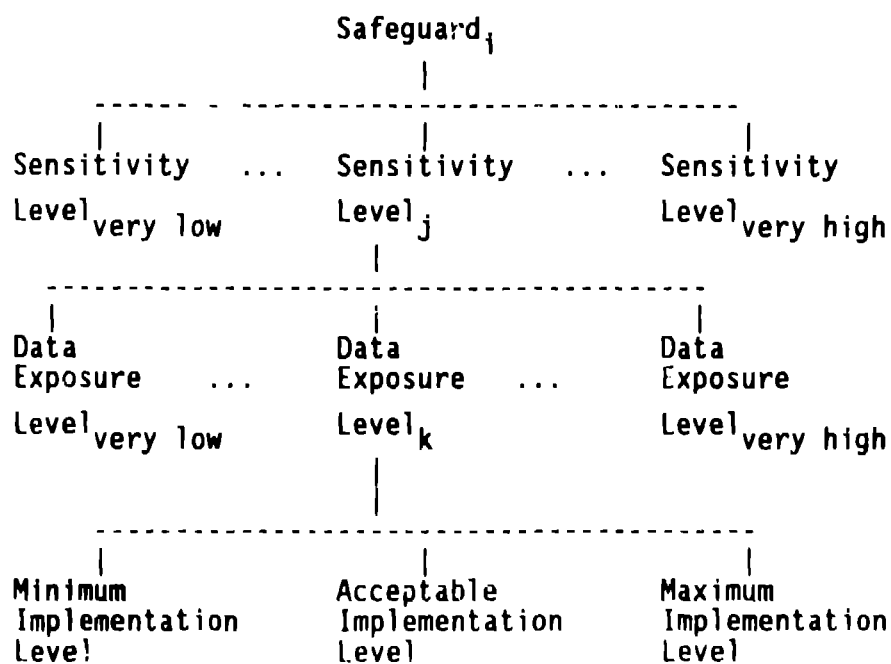 Safeguard i
Sensitivity ... Sensitivity ... Sensitivity
Level very low Level j Level very high
Data Data Data
Exposure ... Exposure ... Exposure
Level very low Level k Level very high
Minimum Acceptable Maximum
Implementation Implementation Implementation
Level Level Level